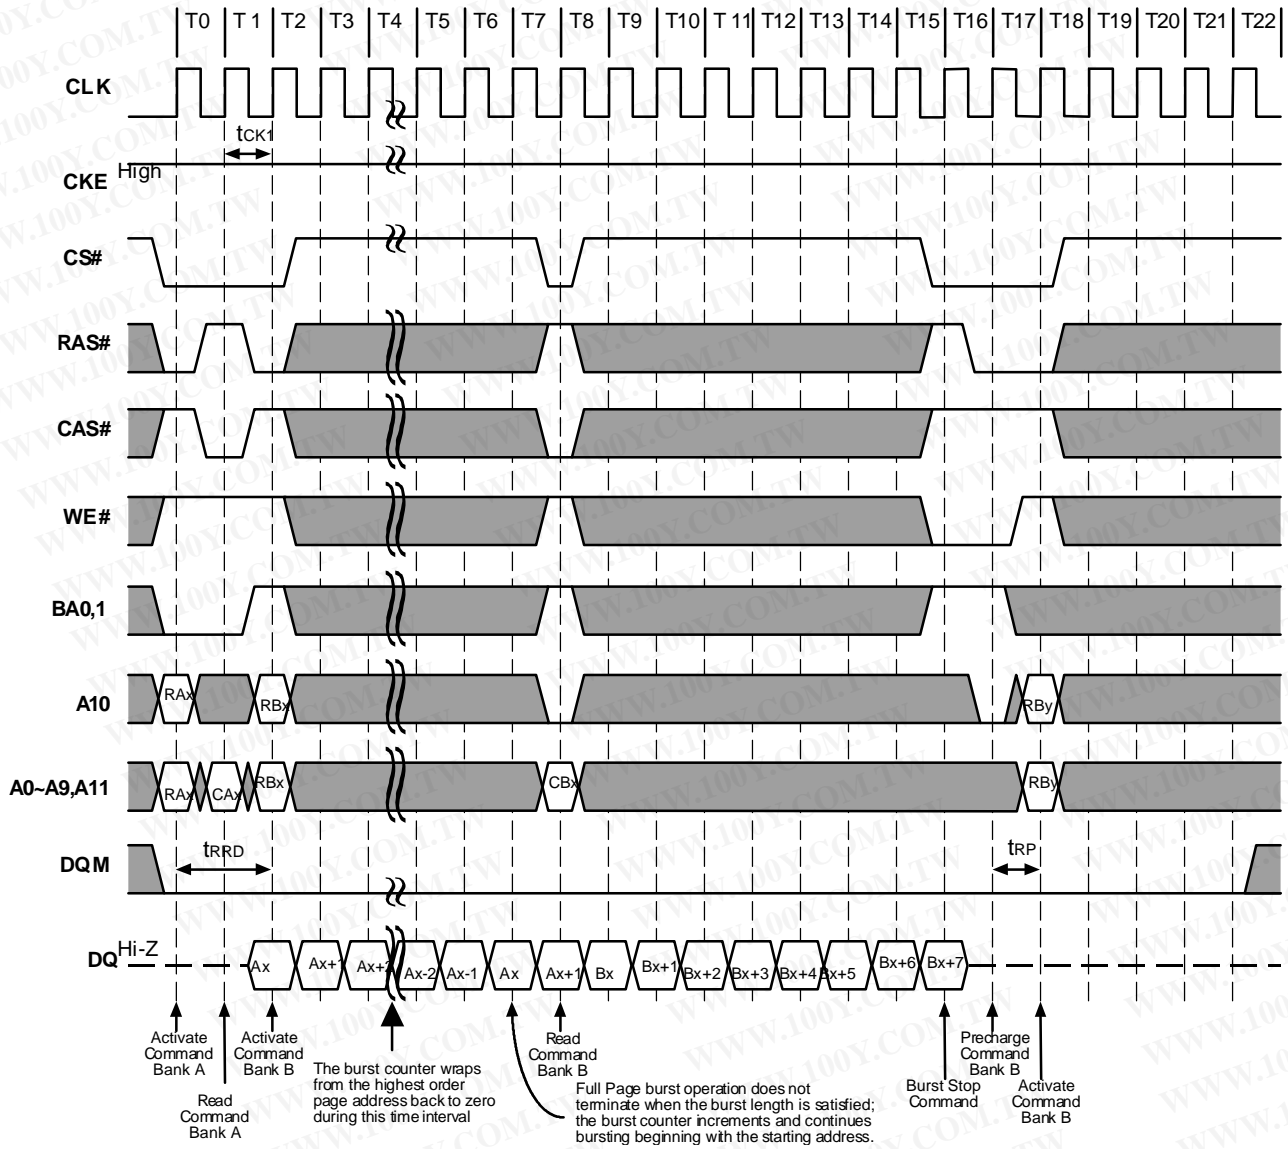 T0 T 1 T2 T3 T4 T5 T6 T7 T8 T9 T10 T 11 T12 T13 T14 T15 T16 T17 T18 T19 T20 T21 T22
CLK
tCK1
CKE High
CS#
RAS#
CAS#
WE#
BA0,1
A10 RAx RBx RBy
A0~A9,A11 RAx CAx RBx CBx RBy
DQM tRRD tRP
DQ Hi-Z Ax Ax+1 Ax+2 Ax-2 Ax-1 Ax Ax+1 Bx Bx+1 Bx+2 Bx+3 Bx+4 Bx+5 Bx+6 Bx+7
Activate
Command
Bank A
Read
Command
Bank A
Activate
Command
Bank B
The burst counter wraps
from the highest order
page address back to zero
during this time interval
Read
Command
Bank B
Full Page burst operation does not
terminate when the burst length is satisfied;
the burst counter increments and continues
bursting beginning with the starting address.
Burst Stop
Command
Precharge
Command
Bank B
Activate
Command
Bank B
WWW.100Y.COM.TW